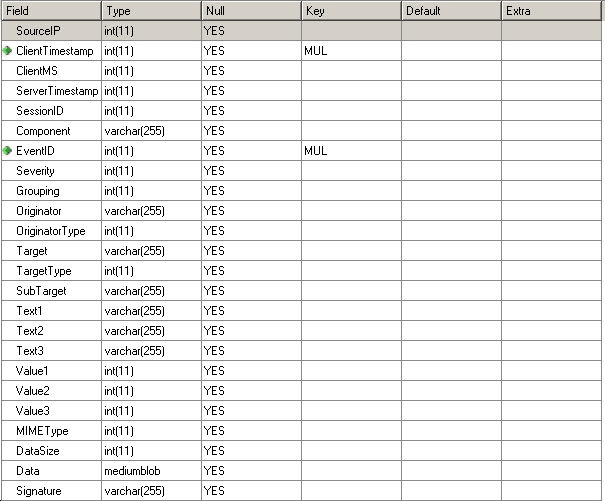 Field Type Null Key Default Extra
SourceIP int(11) YES
ClientTimestamp int(11) YES MUL
ClientMS int(11) YES
ServerTimestamp int(11) YES
SessionID int(11) YES
Component varchar(255) YES
EventID int(11) YES MUL
Severity int(11) YES
Grouping int(11) YES
Originator varchar(255) YES
OriginatorType int(11) YES
Target varchar(255) YES
TargetType int(11) YES
SubTarget varchar(255) YES
Text1 varchar(255) YES
Text2 varchar(255) YES
Text3 varchar(255) YES
Value1 int(11) YES
Value2 int(11) YES
Value3 int(11) YES
MIMEType int(11) YES
DataSize int(11) YES
Data mediumblob YES
Signature varchar(255) YES